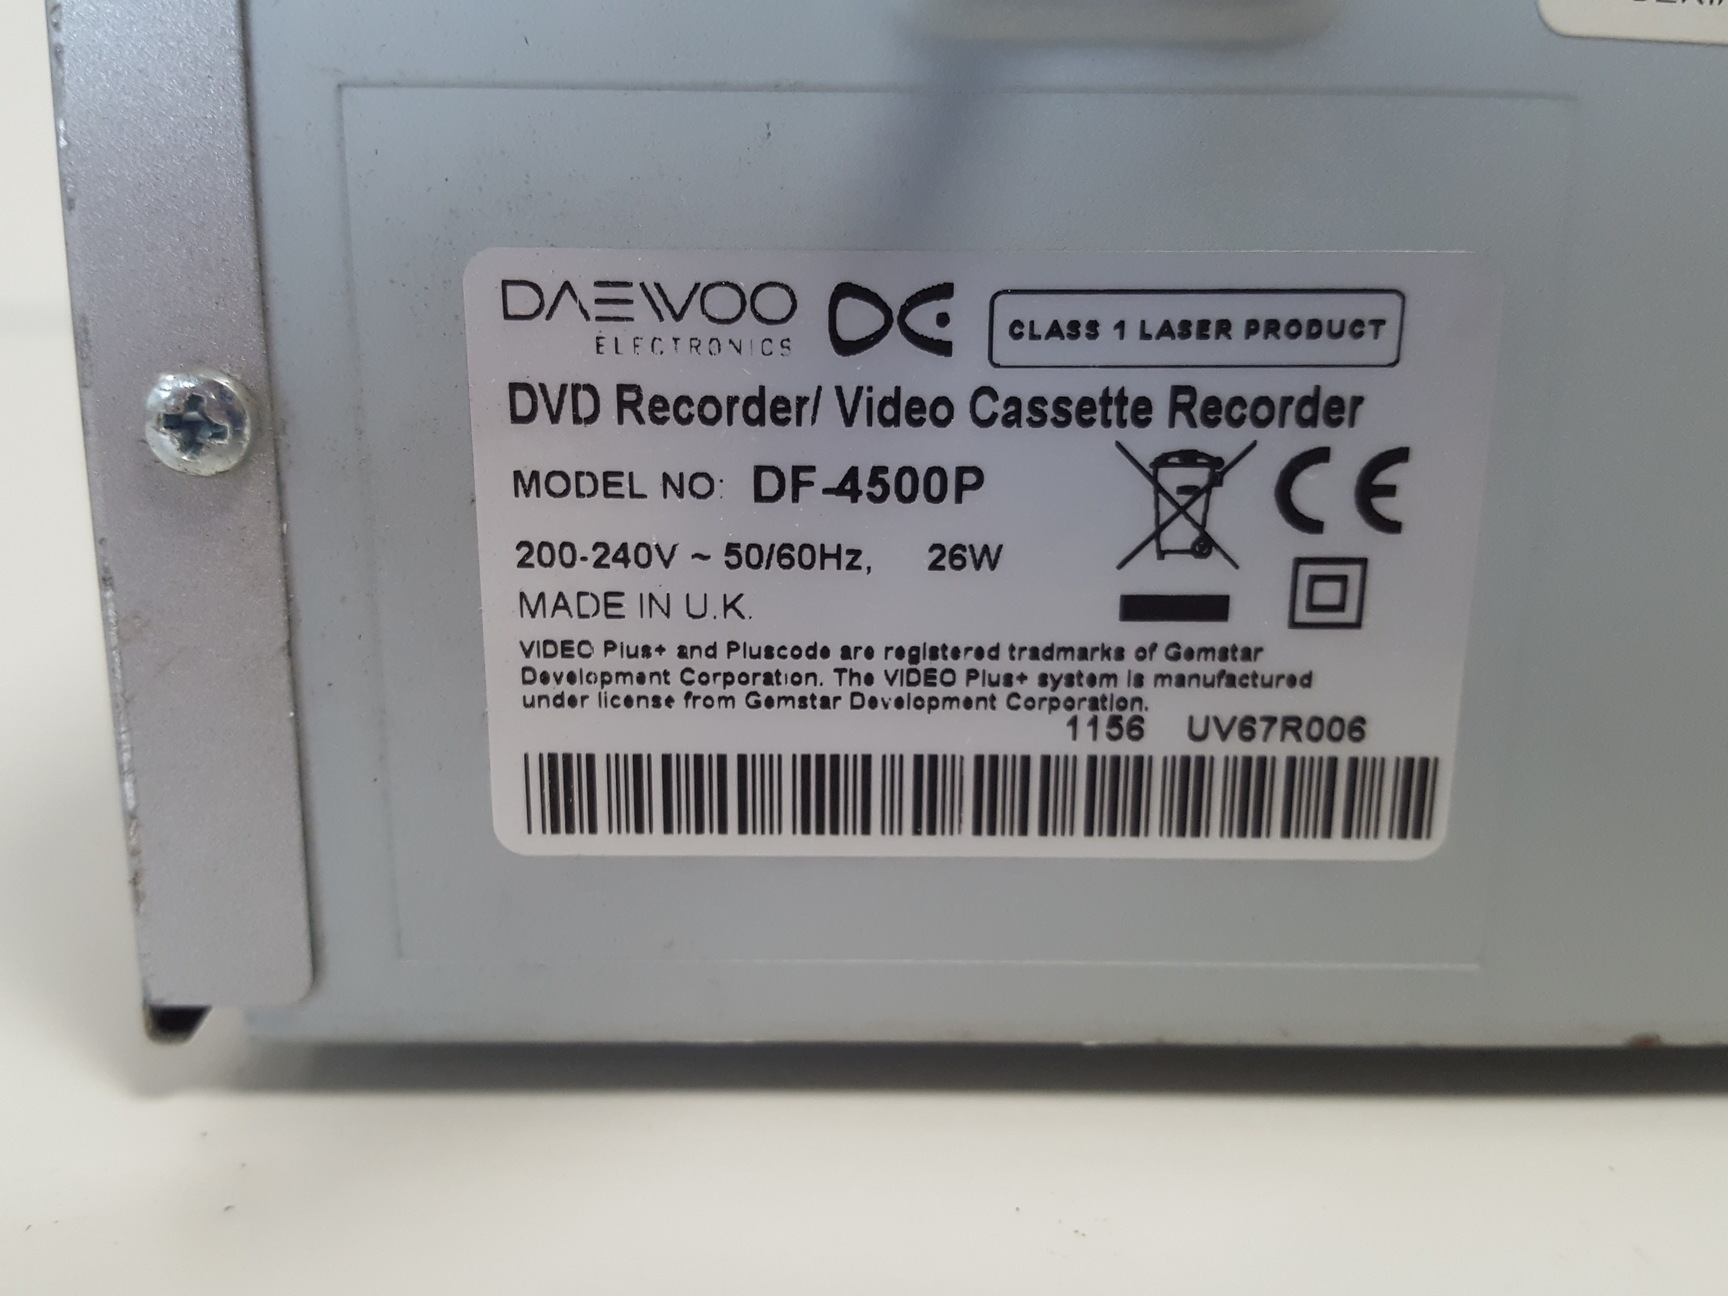 DAEWOO
ELECTRONICS
CLASS 1 LASER PRODUCT
DVD Recorder/ Video Cassette Recorder
MODEL NO: DF-4500P
200-240V ~ 50/60Hz, 26W
MADE IN U.K.
VIDEO Plus+ and Pluscode are registered tradmarks of Gemstar
Development Corporation. The VIDEO Plus+ system is manufactured
under license from Gemstar Development Corporation.
1156 UV67R006